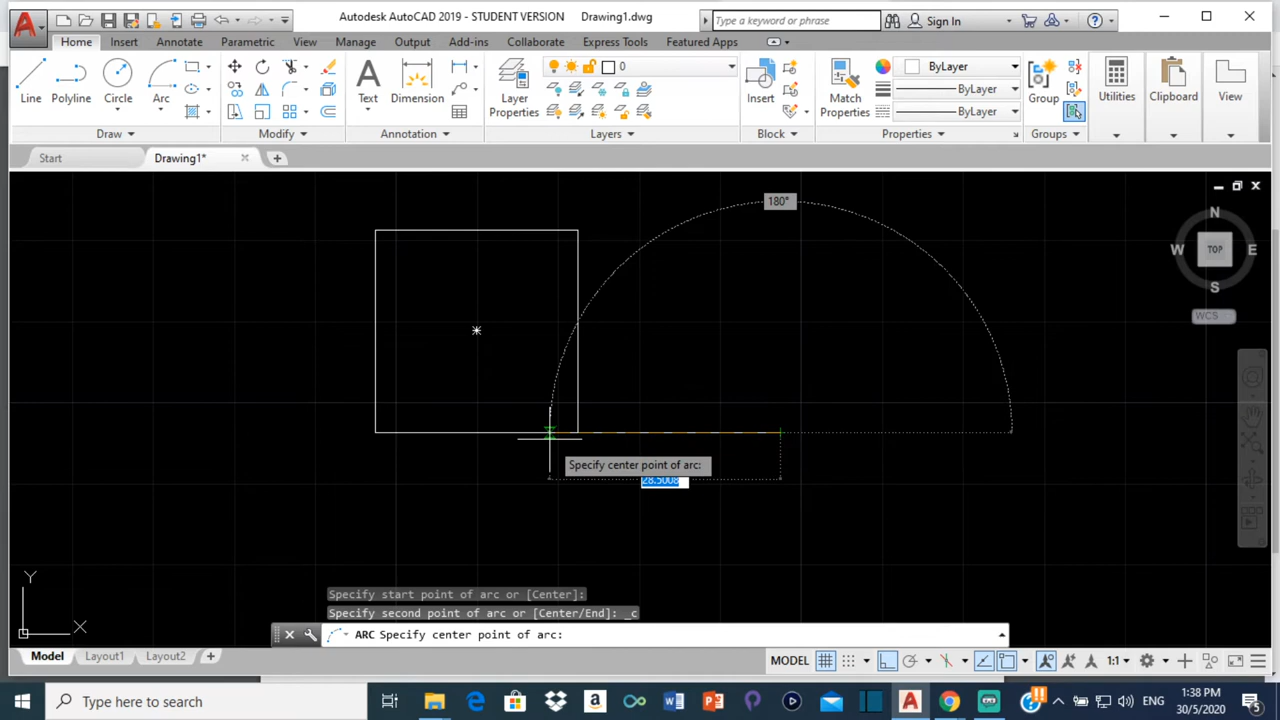 Autodesk AutoCAD 2019 - STUDENT VERSION Drawing1.dwg
Type a keyword or phrase
Sign In
Home Insert Annotate Parametric View Manage Output Add-ins Collaborate Express Tools Featured Apps
Line Polyline Circle Arc
Text Dimension
Layer Properties
0
Insert
Match Properties
ByLayer
ByLayer
ByLayer
Group
Utilities Clipboard View
Draw Modify Annotation Layers Block Properties Groups
Start Drawing1*
180°
N
W TOP E
S
WCS
Specify center point of arc:
28.5008
Y
X
Specify start point of arc or [Center]:
Specify second point of arc or [Center/End]: _c
ARC Specify center point of arc:
Model Layout1 Layout2
MODEL 1:1
Type here to search
ENG
1:38 PM
30/5/2020
5